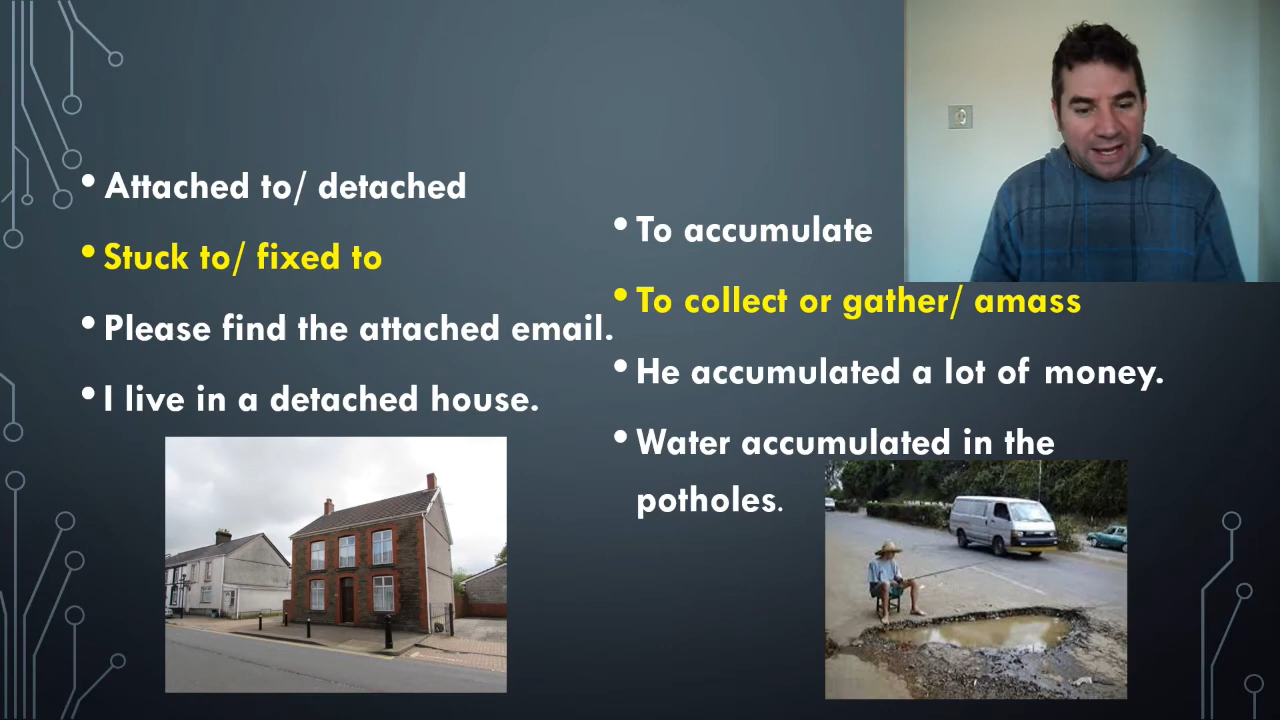 • Attached to/ detached
• Stuck to/ fixed to
• Please find the attached email.
• I live in a detached house.
• To accumulate
• To collect or gather/ amass
• He accumulated a lot of money.
• Water accumulated in the
potholes.